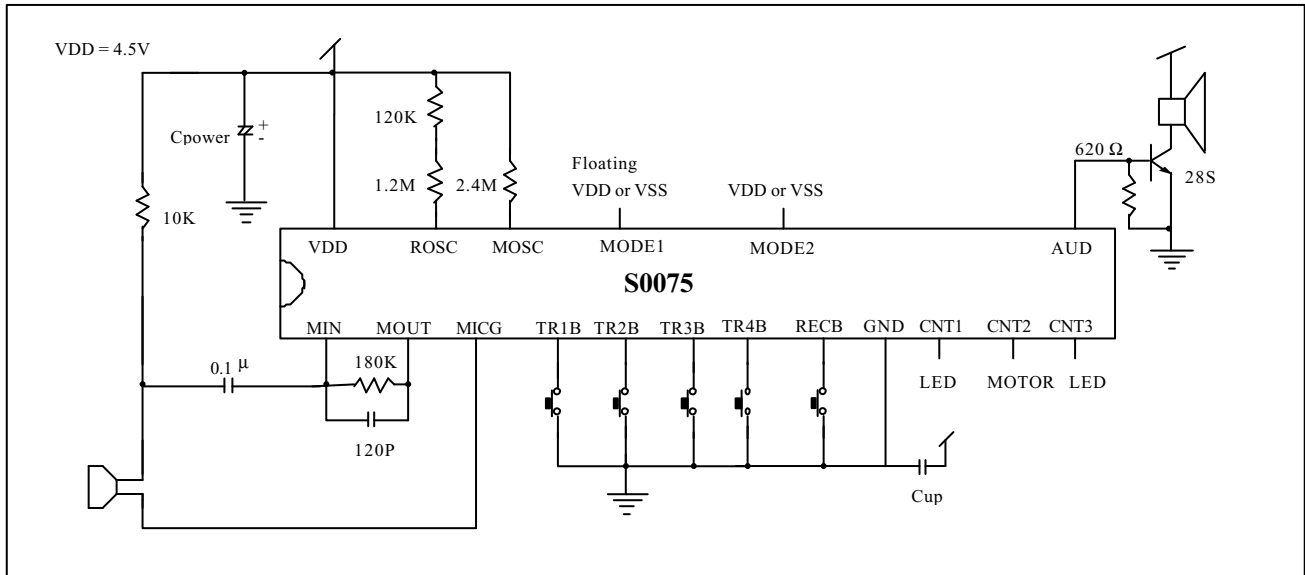 VDD = 4.5V
120K
Cpower
+
-
620 Ω
Floating
1.2M
2.4M
VDD or VSS
VDD or VSS
28S
10K
VDD
ROSC
MOSC
MODE1
MODE2
AUD
S0075
MIN
MOUT
MICG
TR1B
TR2B
TR3B
TR4B
RECB
GND
CNT1
CNT2
CNT3
0.1 μ
180K
LED
MOTOR
LED
120P
Cup